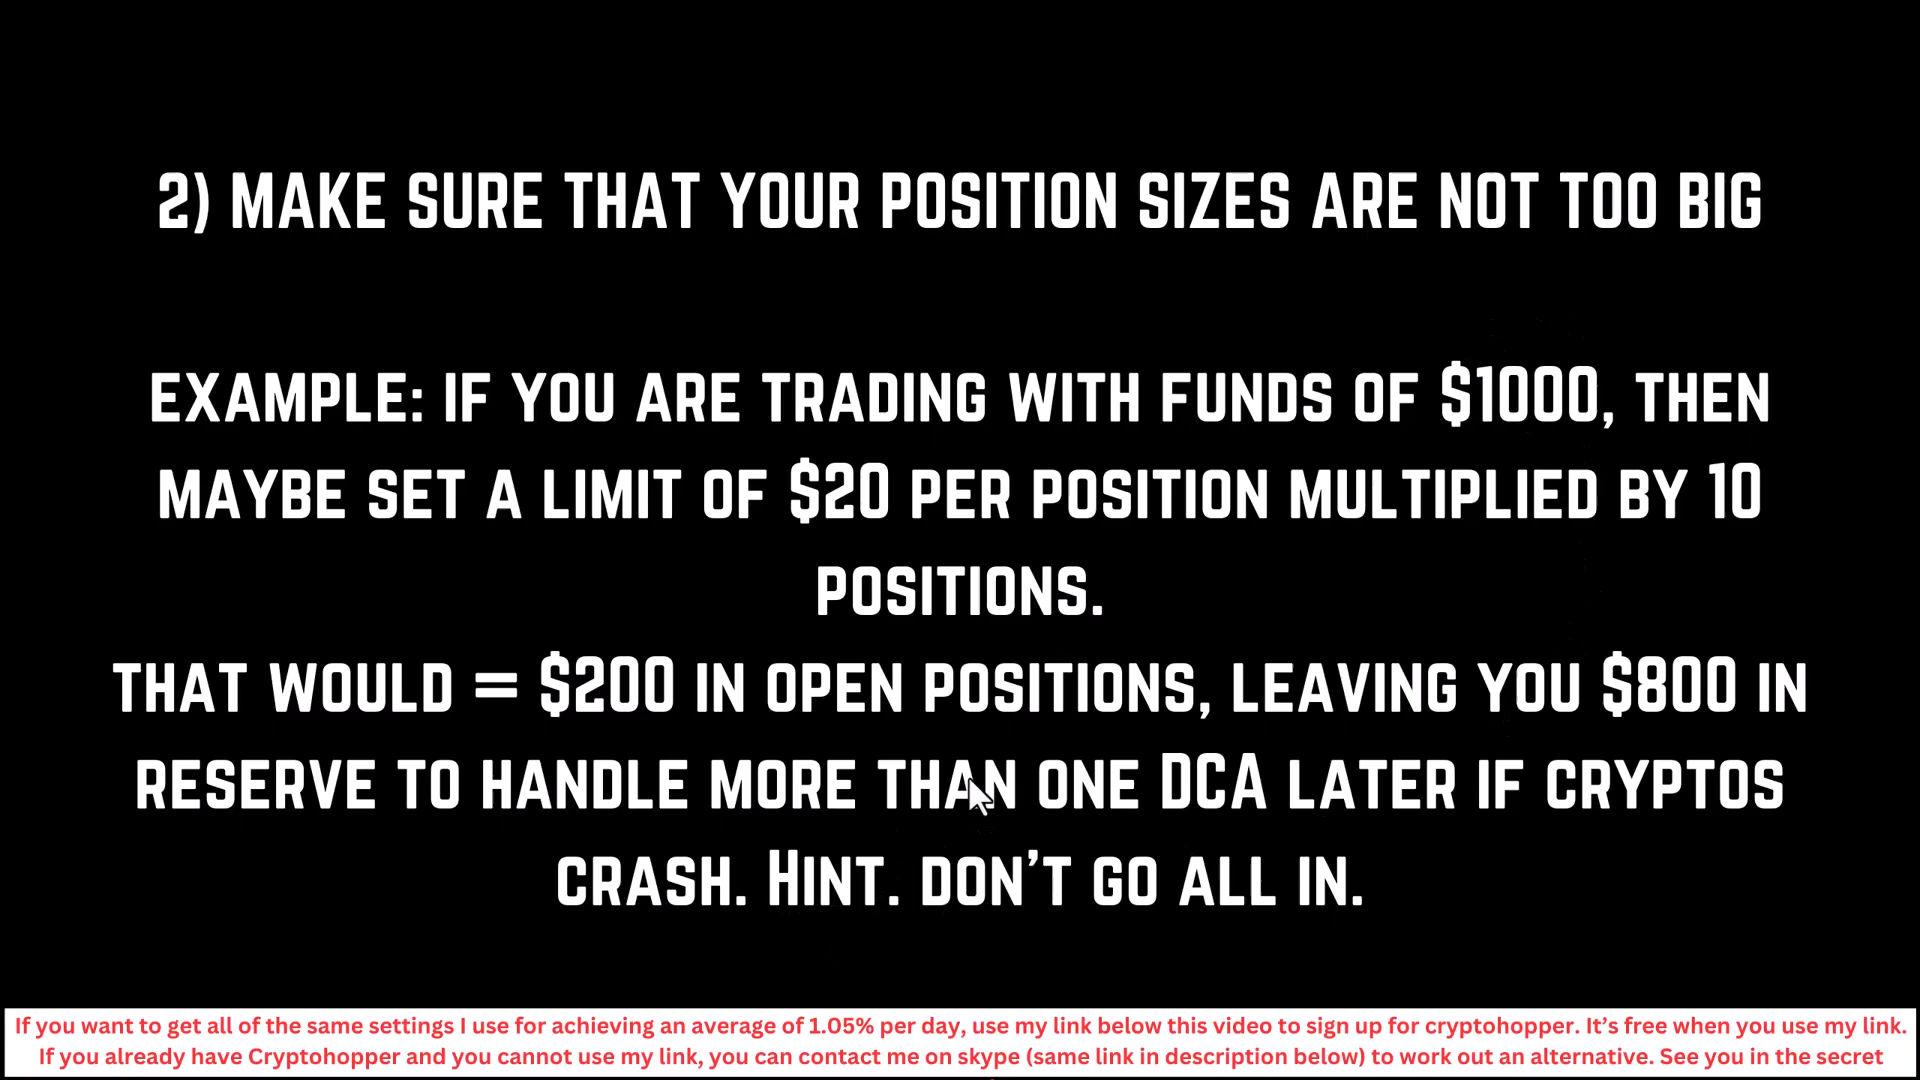 2) MAKE SURE THAT YOUR POSITION SIZES ARE NOT TOO BIG
EXAMPLE: IF YOU ARE TRADING WITH FUNDS OF $1000, THEN
MAYBE SET A LIMIT OF $20 PER POSITION MULTIPLIED BY 10
POSITIONS.
THAT WOULD = $200 IN OPEN POSITIONS, LEAVING YOU $800 IN
RESERVE TO HANDLE MORE THAN ONE DCA LATER IF CRYPTOS
CRASH. HINT. DON'T GO ALL IN.
If you want to get all of the same settings I use for achieving an average of 1.05% per day, use my link below this video to sign up for cryptohopper. It's free when you use my link.
If you already have Cryptohopper and you cannot use my link, you can contact me on skype (same link in description below) to work out an alternative. See you in the secret